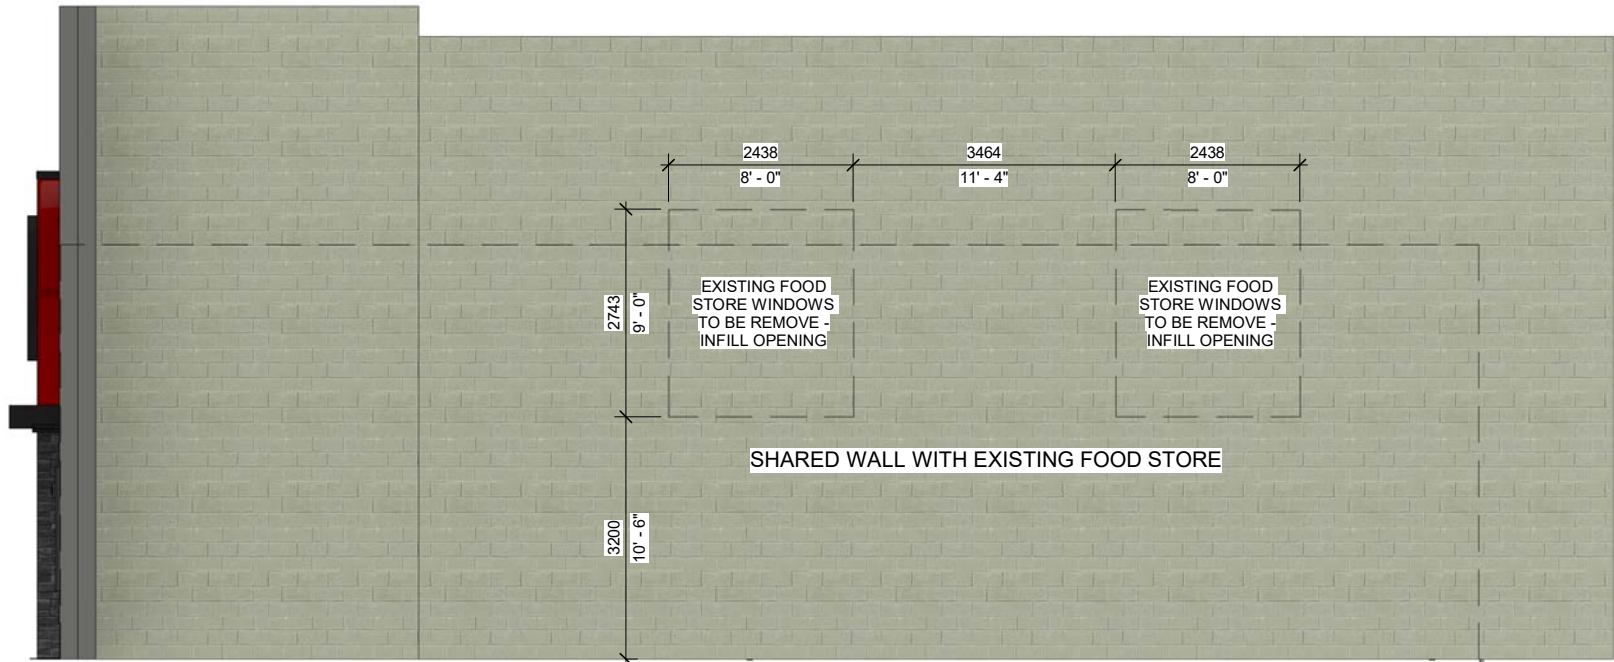 2438
8' - 0"
3464
11' - 4"
2438
8' - 0"
2743
9' - 0"
EXISTING FOOD
STORE WINDOWS
TO BE REMOVE -
INFILL OPENING
EXISTING FOOD
STORE WINDOWS
TO BE REMOVE -
INFILL OPENING
SHARED WALL WITH EXISTING FOOD STORE
3200
10' - 6"